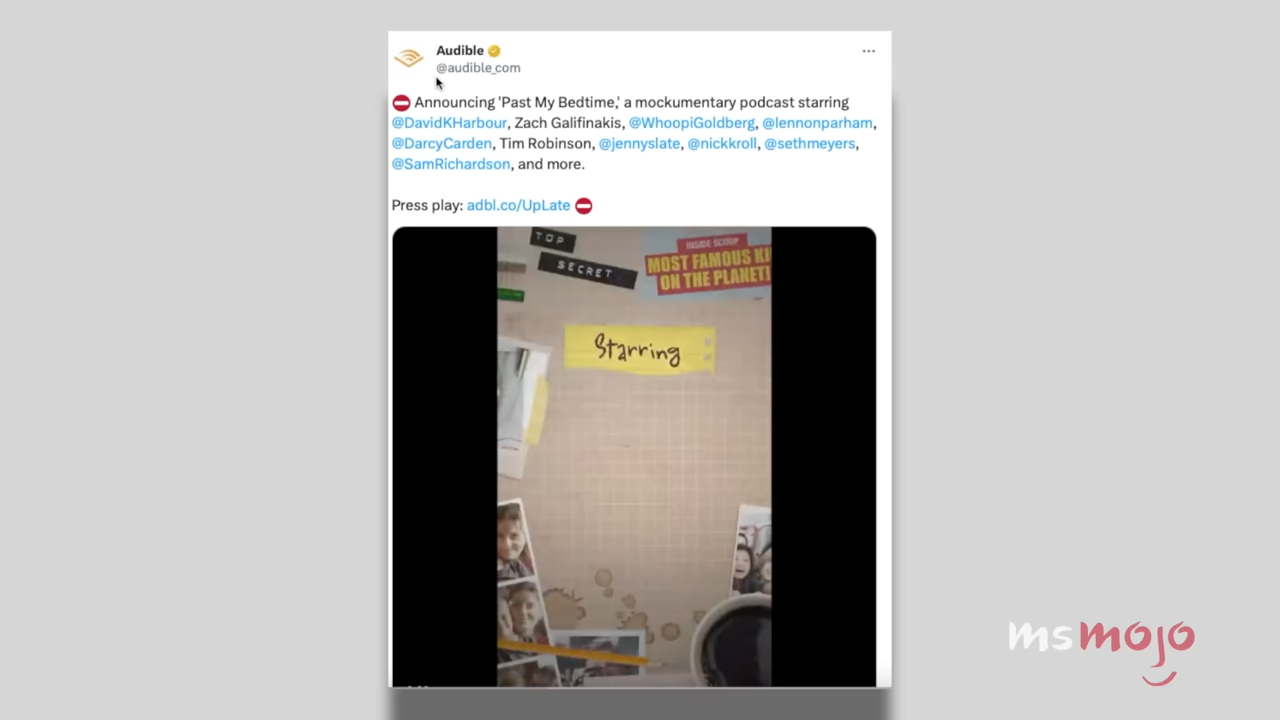 Audible
@audible_com
⛔ Announcing 'Past My Bedtime,' a mockumentary podcast starring
@DavidKHarbour, Zach Galifinakis, @WhoopiGoldberg, @lennonparham,
@DarcyCarden, Tim Robinson, @jennyslate, @nickkroll, @sethmeyers,
@SamRichardson, and more.
Press play: adbl.co/UpLate ⛔
TOP
SECRET
INSIDE SCOOP
MOST FAMOUS KI
ON THE PLANET!
Starring
msmojo